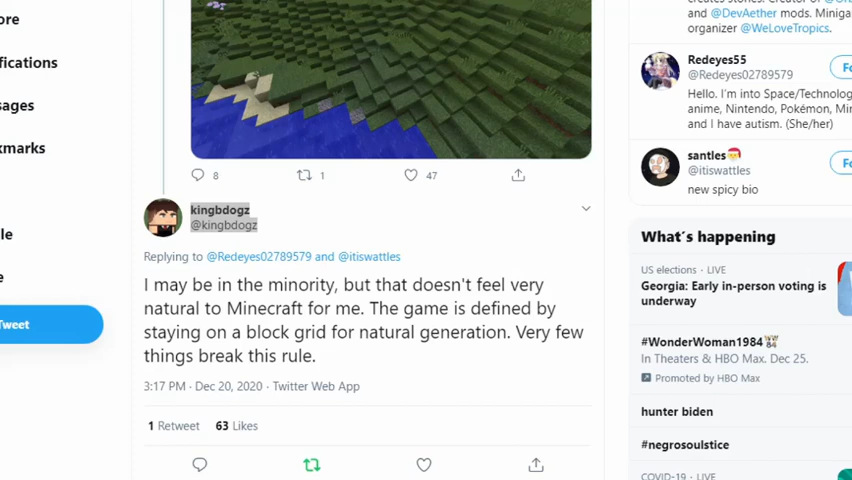 ore
ifications
sages
kmarks
le
e
Tweet
8
1
47
kingbdogz
@kingbdogz
Replying to @Redeyes02789579 and @itiswattles
I may be in the minority, but that doesn't feel very
natural to Minecraft for me. The game is defined by
staying on a block grid for natural generation. Very few
things break this rule.
3:17 PM · Dec 20, 2020 · Twitter Web App
1 Retweet 63 Likes
and @DevAether mods. Miniga
organizer @WeLoveTropics.
Redeyes55
@Redeyes02789579
Fo
Hello. I'm into Space/Technolog
anime, Nintendo, Pokémon, Min
and I have autism. (She/her)
santles
@itiswattles
Fo
new spicy bio
What's happening
US elections · LIVE
Georgia: Early in-person voting is
underway
#WonderWoman1984
In Theaters & HBO Max. Dec 25.
Promoted by HBO Max
hunter biden
#negrosoulstice
COVID-19 · LIVE